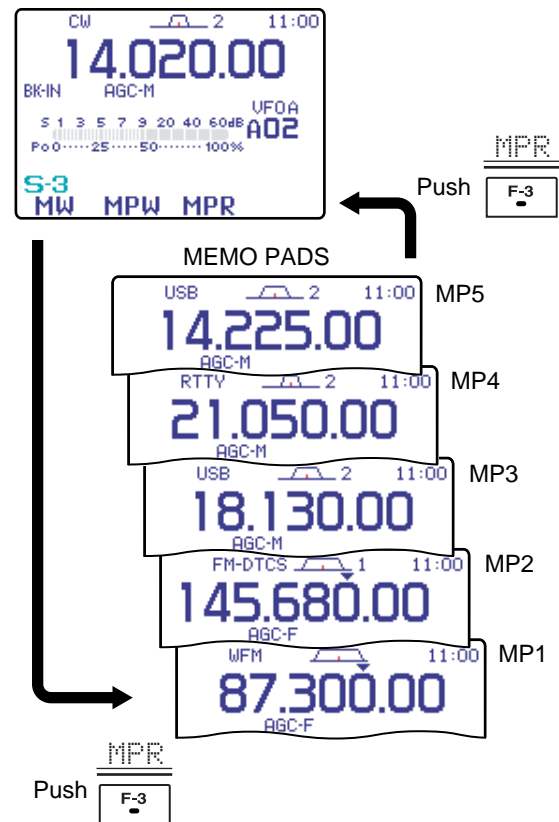 CW 2 11:00
14.020.00
BK-IN AGC-M
VFOA
S 1 3 5 7 9 20 40 60dB A02
Po 0·····25·····50·······100%
S-3
MW MPW MPR
MPR
Push F-3
MEMO PADS
USB 2 11:00 MP5
14.225.00
AGC-M
RTTY 2 11:00 MP4
21.050.00
AGC-M
USB 2 11:00 MP3
18.130.00
AGC-M
FM-DTCS 1 11:00 MP2
145.680.00
AGC-F
WFM 11:00 MP1
87.300.00
AGC-F
MPR
Push F-3